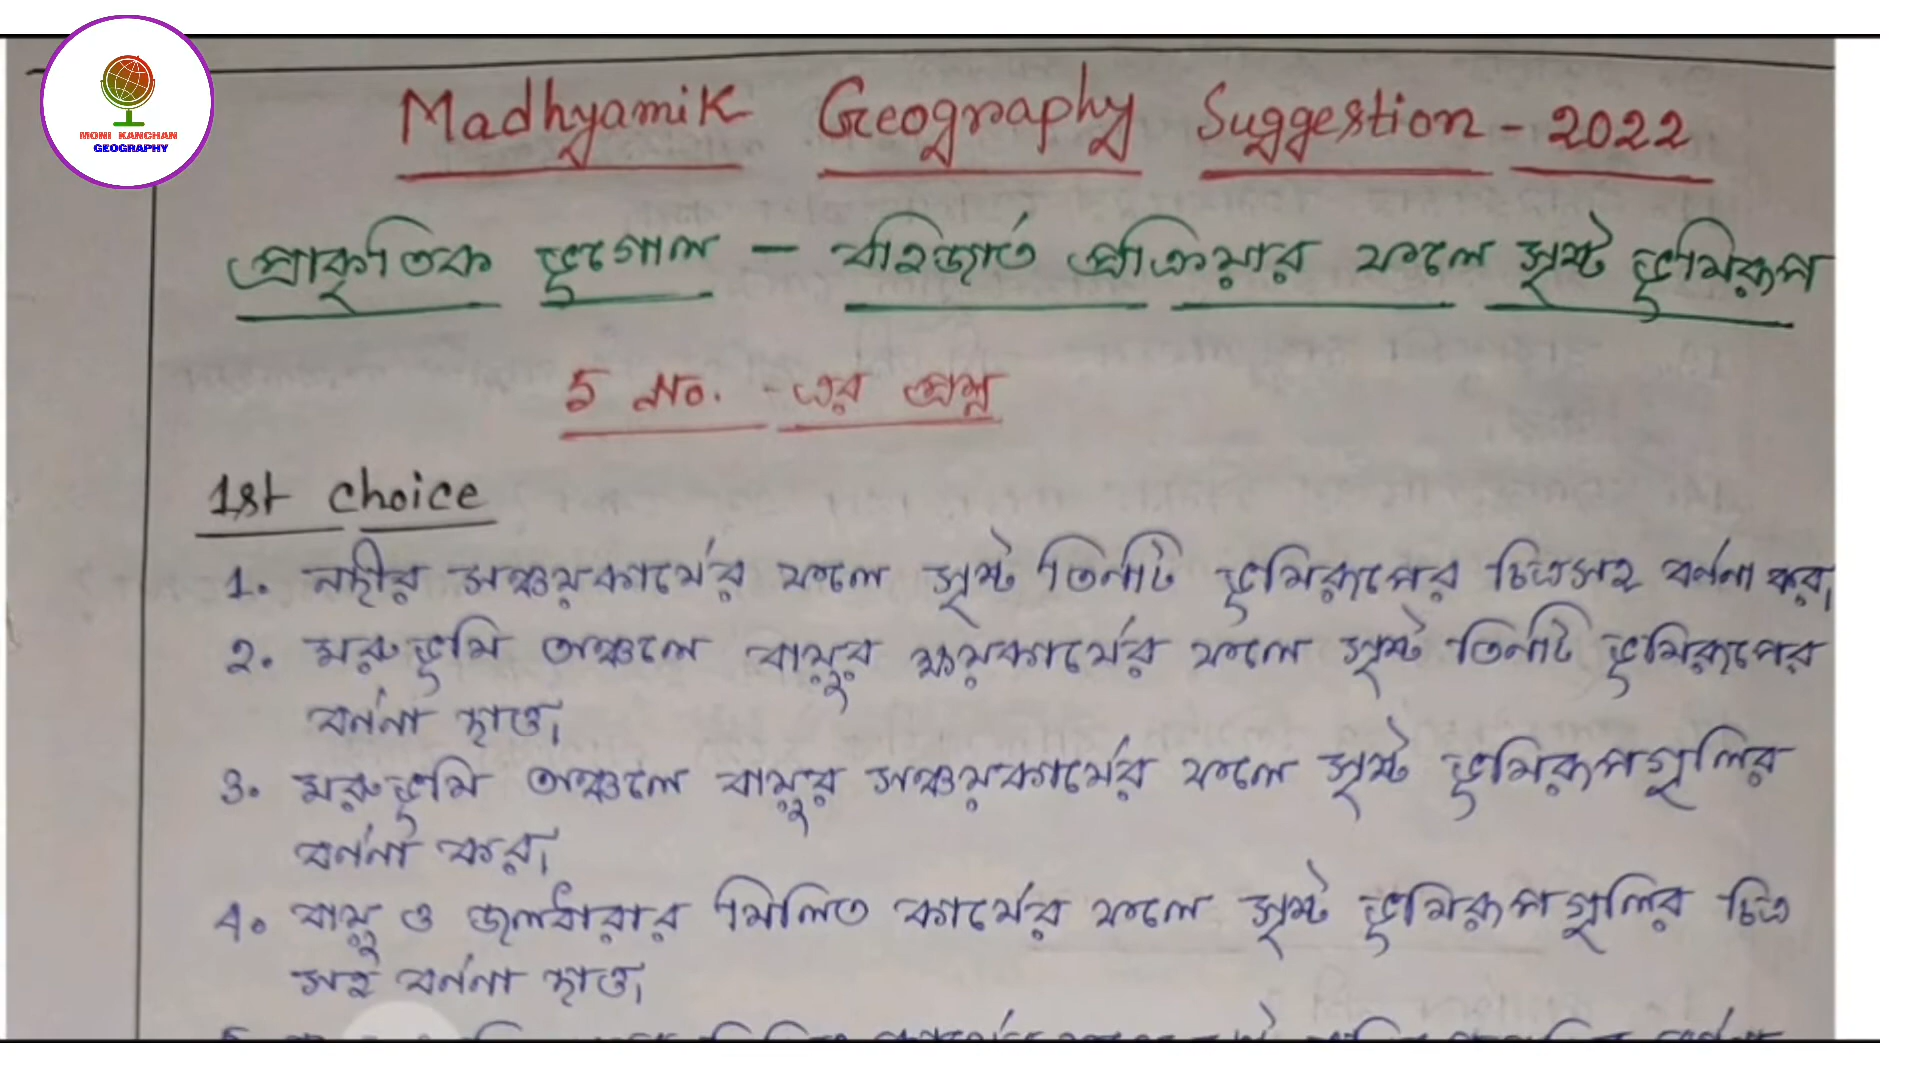 MONI KANCHAN
GEOGRAPHY
Madhyamik Geography Suggestion - 2022
প্রাকৃতিক ভূগোল - বহির্জাত প্রক্রিয়ার ফলে সৃষ্ট ভূমিরূপ
5 No. - এর প্রশ্ন
1st choice
1. নদীর সঞ্চয়কার্যের ফলে সৃষ্ট তিনটি ভূমিরূপের চিত্রসহ বর্ণনা কর।
২. মরুভূমি অঞ্চলে বায়ুর ক্ষয়কার্যের ফলে সৃষ্ট তিনটি ভূমিরূপের
বর্ণনা দাও।
৩. মরুভূমি অঞ্চলে বায়ুর সঞ্চয়কার্যের ফলে সৃষ্ট ভূমিরূপগুলির
বর্ণনা কর।
4. বায়ু ও জলধারার মিলিত কার্যের ফলে সৃষ্ট ভূমিরূপগুলির চিত্র
সহ বর্ণনা দাও।